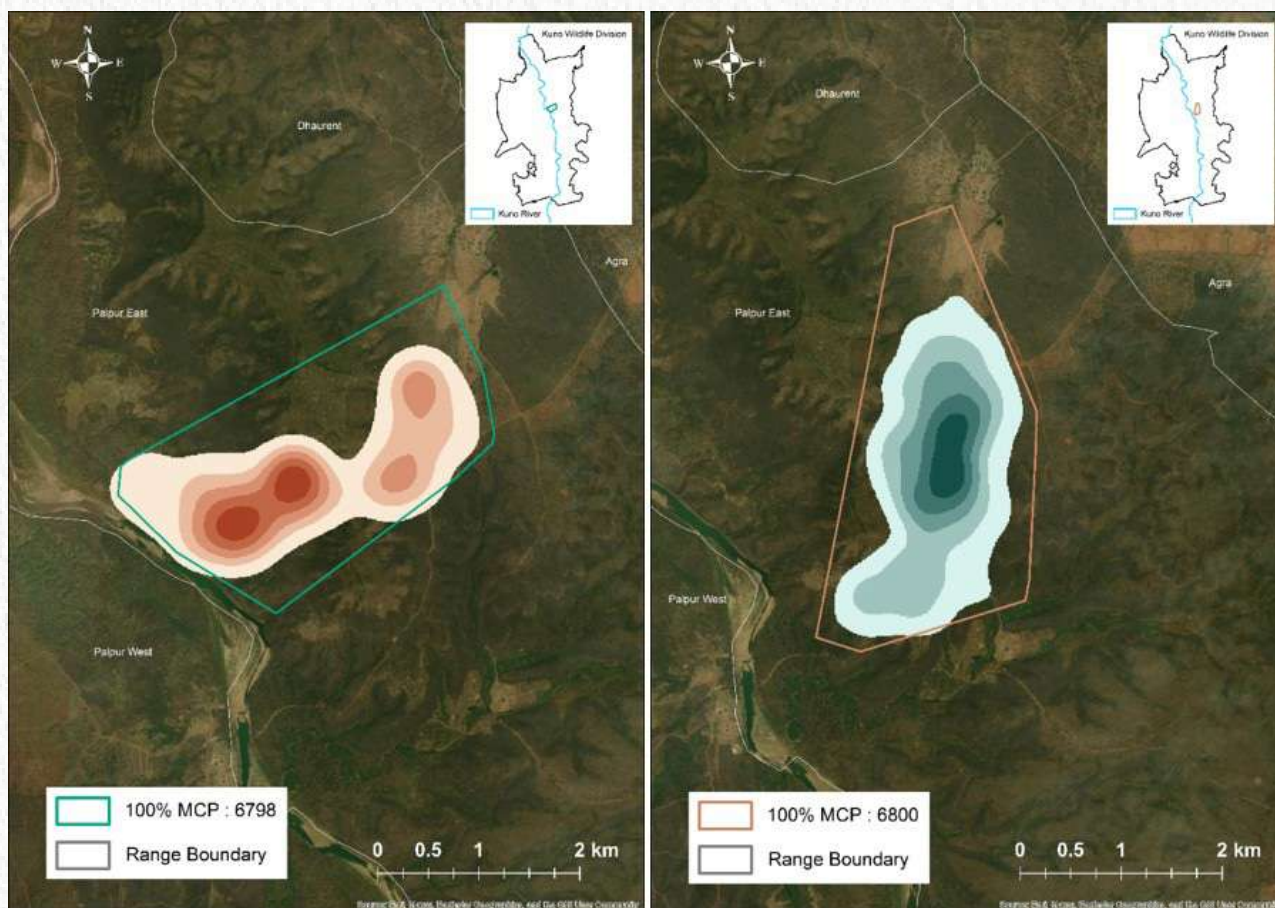 N
W E
S
Kuno Wildlife Division
Kuno River
Dhaurent
Agra
Palpur East
Palpur West
100% MCP : 6798
Range Boundary
0 0.5 1 2 km
N
W E
S
Kuno Wildlife Division
Kuno River
Dhaurent
Agra
Palpur East
Palpur West
100% MCP : 6800
Range Boundary
0 0.5 1 2 km